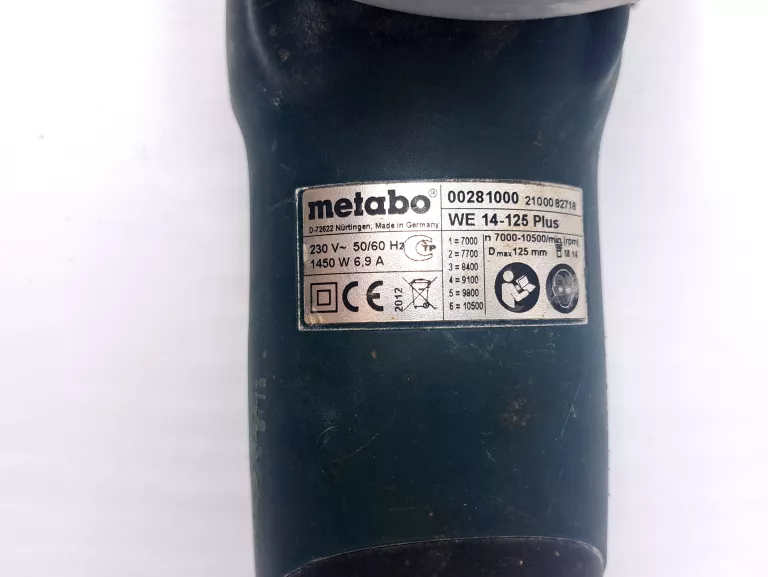 metabo®
D-72622 Nürtingen; Made in Germany
230 V~ 50/60 Hz
1450 W 6,9 A
CTP
CE
2012
00281000 2100082718
WE 14-125 Plus
1 = 7000
2 = 7700
3 = 8400
4 = 9100
5 = 9800
6 = 10500
n 7000-10500/min (rpm)
Dmax 125 mm M 14